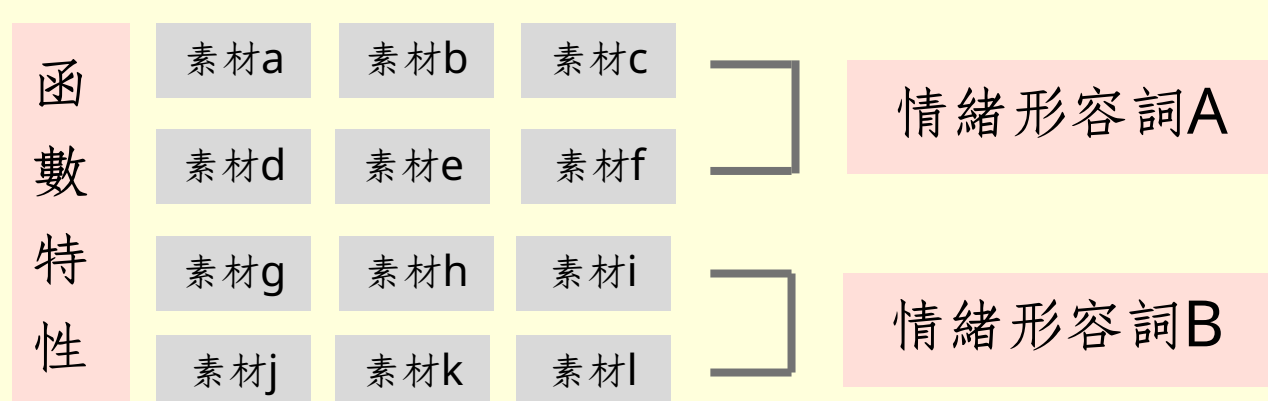 函數特性
素材a 素材b 素材c
情緒形容詞A
素材d 素材e 素材f
素材g 素材h 素材i
情緒形容詞B
素材j 素材k 素材l